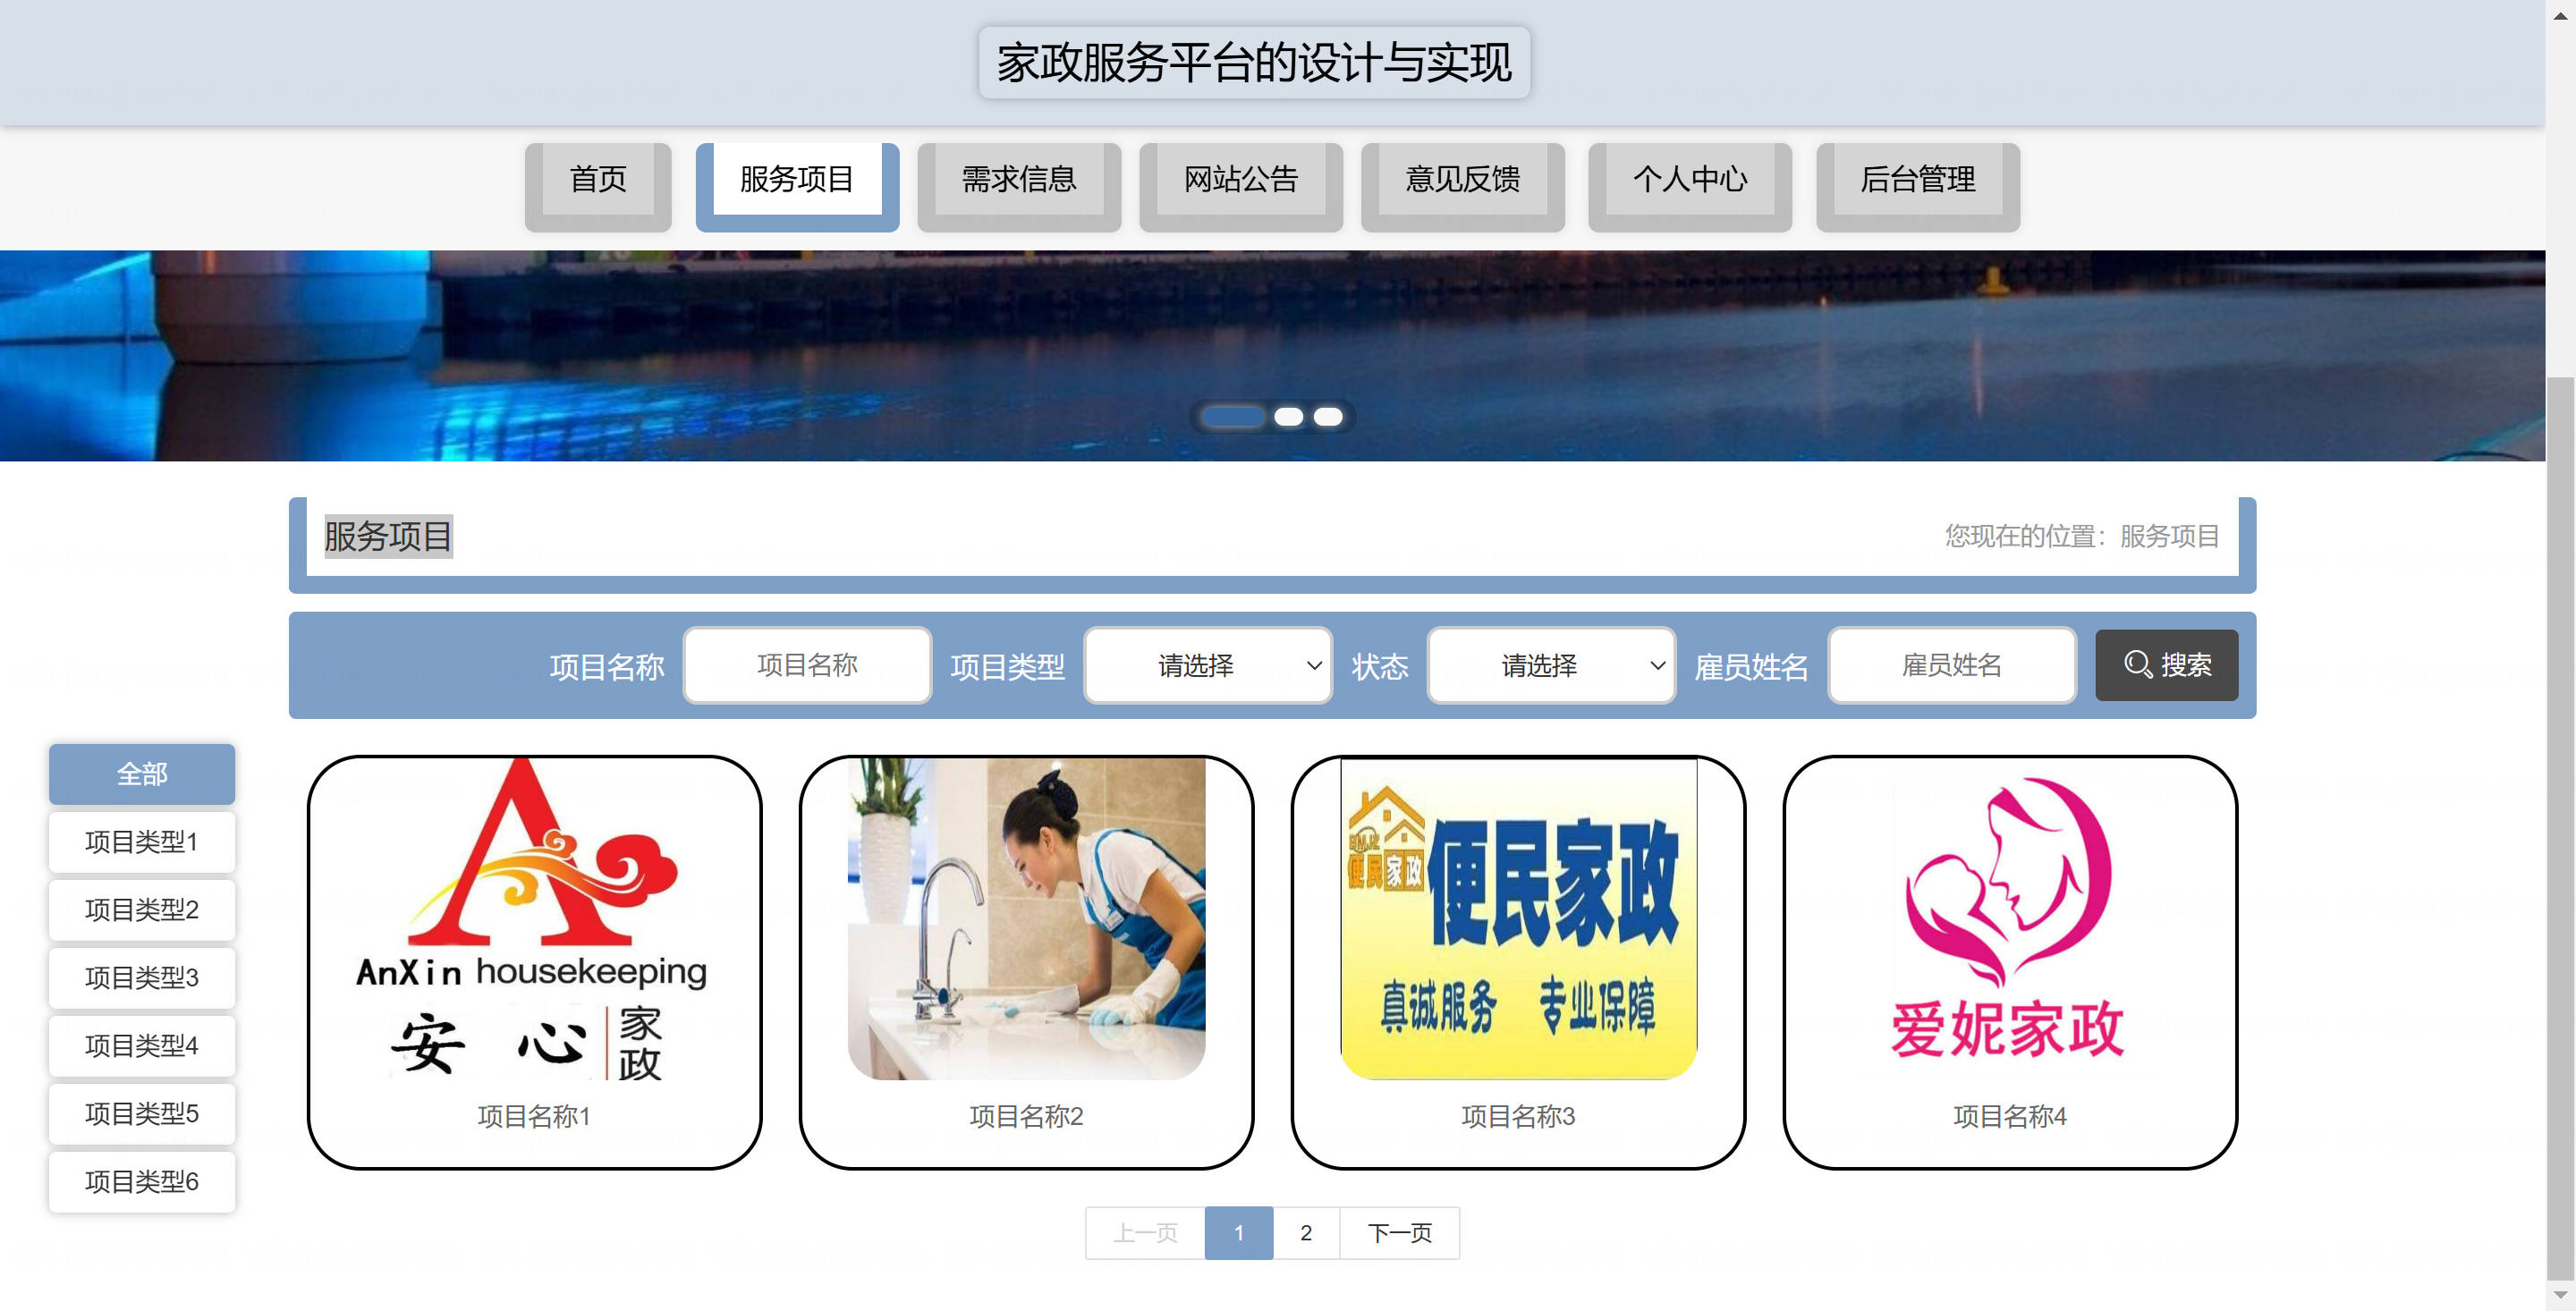 家政服务平台的设计与实现
首页 服务项目 需求信息 网站公告 意见反馈 个人中心 后台管理
服务项目 您现在的位置：服务项目
项目名称 项目名称 项目类型 请选择 状态 请选择 雇员姓名 雇员姓名 搜索
全部
项目类型1
项目类型2
项目类型3
项目类型4
项目类型5
项目类型6
AnXin housekeeping
安 心 家政
项目名称1
项目名称2
便民家政
便民家政
真诚服务 专业保障
项目名称3
爱妮家政
项目名称4
上一页 1 2 下一页